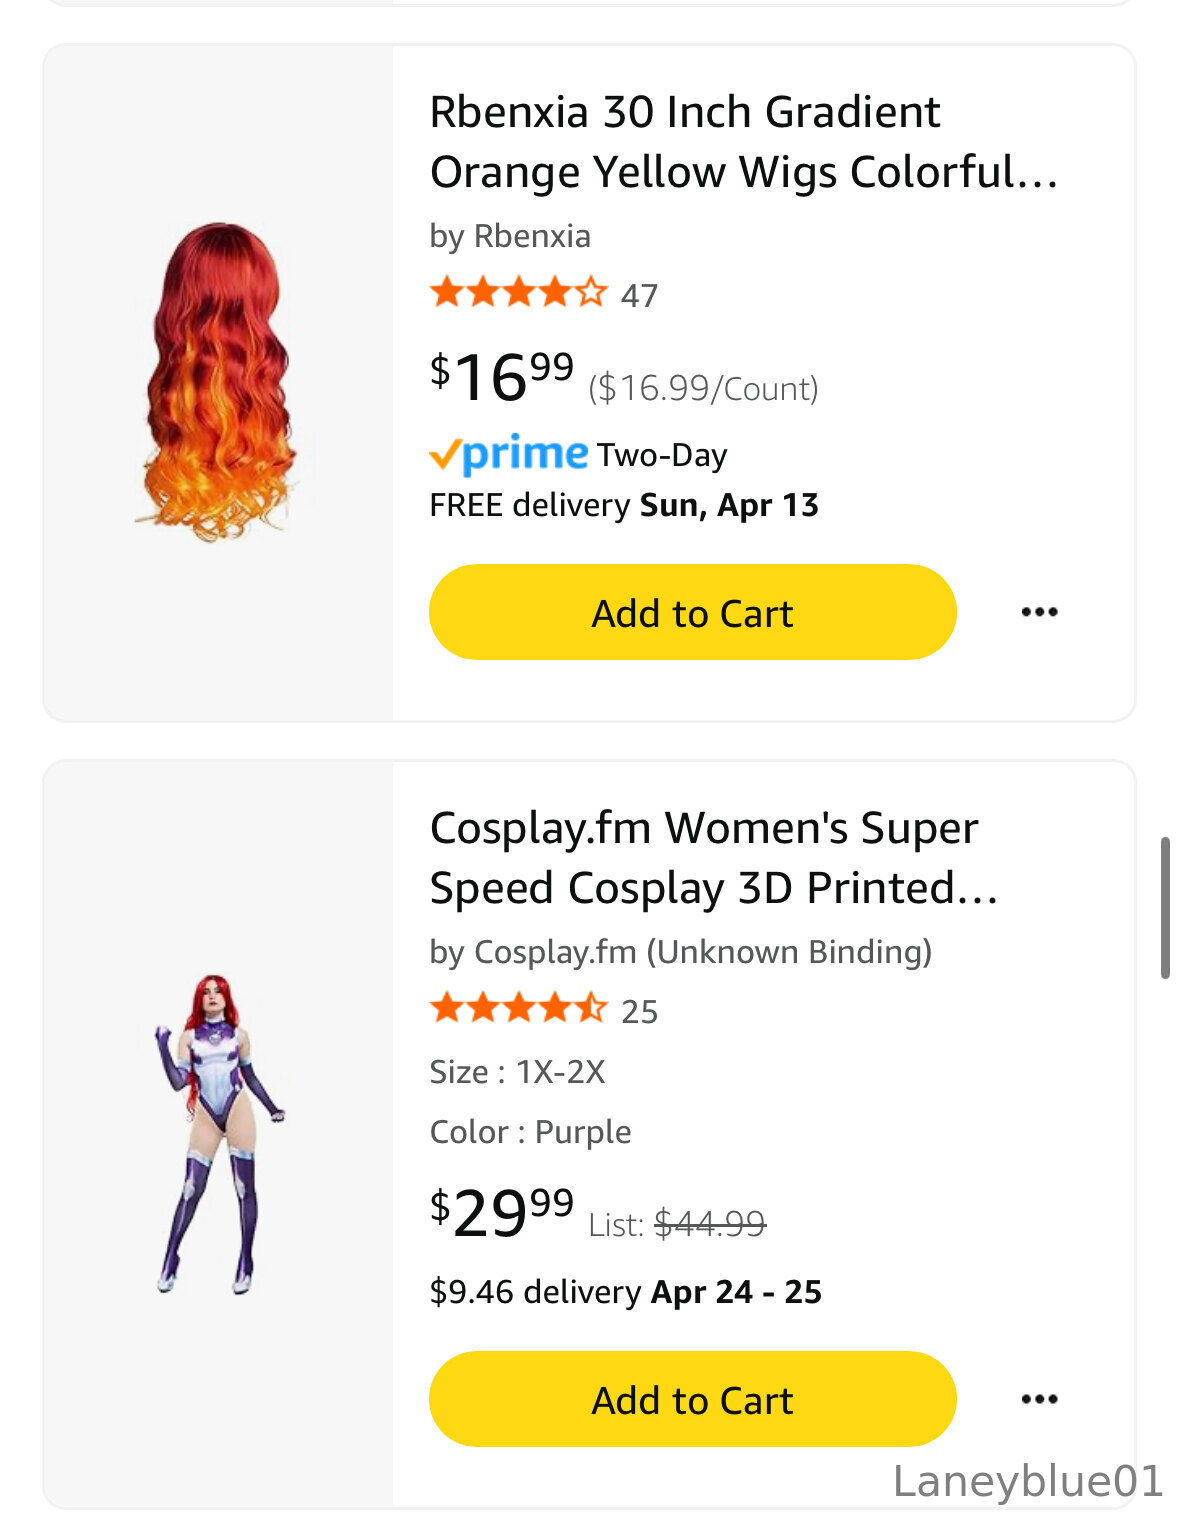 Rbenxia 30 Inch Gradient
Orange Yellow Wigs Colorful...
by Rbenxia
47
$16.99 ($16.99/Count)
prime Two-Day
FREE delivery Sun, Apr 13
Add to Cart
Cosplay.fm Women's Super
Speed Cosplay 3D Printed...
by Cosplay.fm (Unknown Binding)
25
Size : 1X-2X
Color : Purple
$29.99 List: $44.99
$9.46 delivery Apr 24 - 25
Add to Cart
Laneyblue01